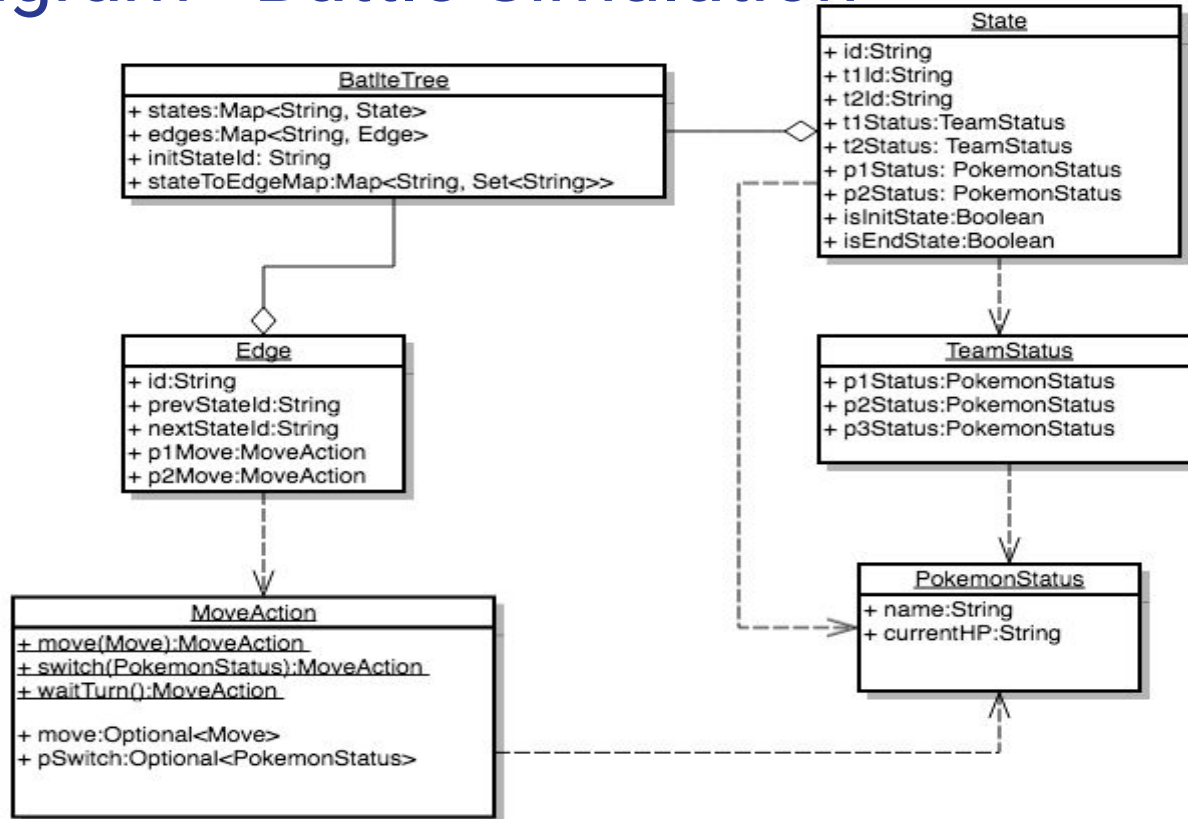 Battle Simulation
State
+ id:String
+ t1Id:String
+ t2Id:String
+ t1Status:TeamStatus
+ t2Status: TeamStatus
+ p1Status: PokemonStatus
+ p2Status: PokemonStatus
+ isInitState:Boolean
+ isEndState:Boolean
BatlteTree
+ states:Map<String, State>
+ edges:Map<String, Edge>
+ initStateId: String
+ stateToEdgeMap:Map<String, Set<String>>
Edge
+ id:String
+ prevStateId:String
+ nextStateId:String
+ p1Move:MoveAction
+ p2Move:MoveAction
TeamStatus
+ p1Status:PokemonStatus
+ p2Status:PokemonStatus
+ p3Status:PokemonStatus
MoveAction
+ move(Move):MoveAction
+ switch(PokemonStatus):MoveAction
+ waitTurn():MoveAction
+ move:Optional<Move>
+ pSwitch:Optional<PokemonStatus>
PokemonStatus
+ name:String
+ currentHP:String